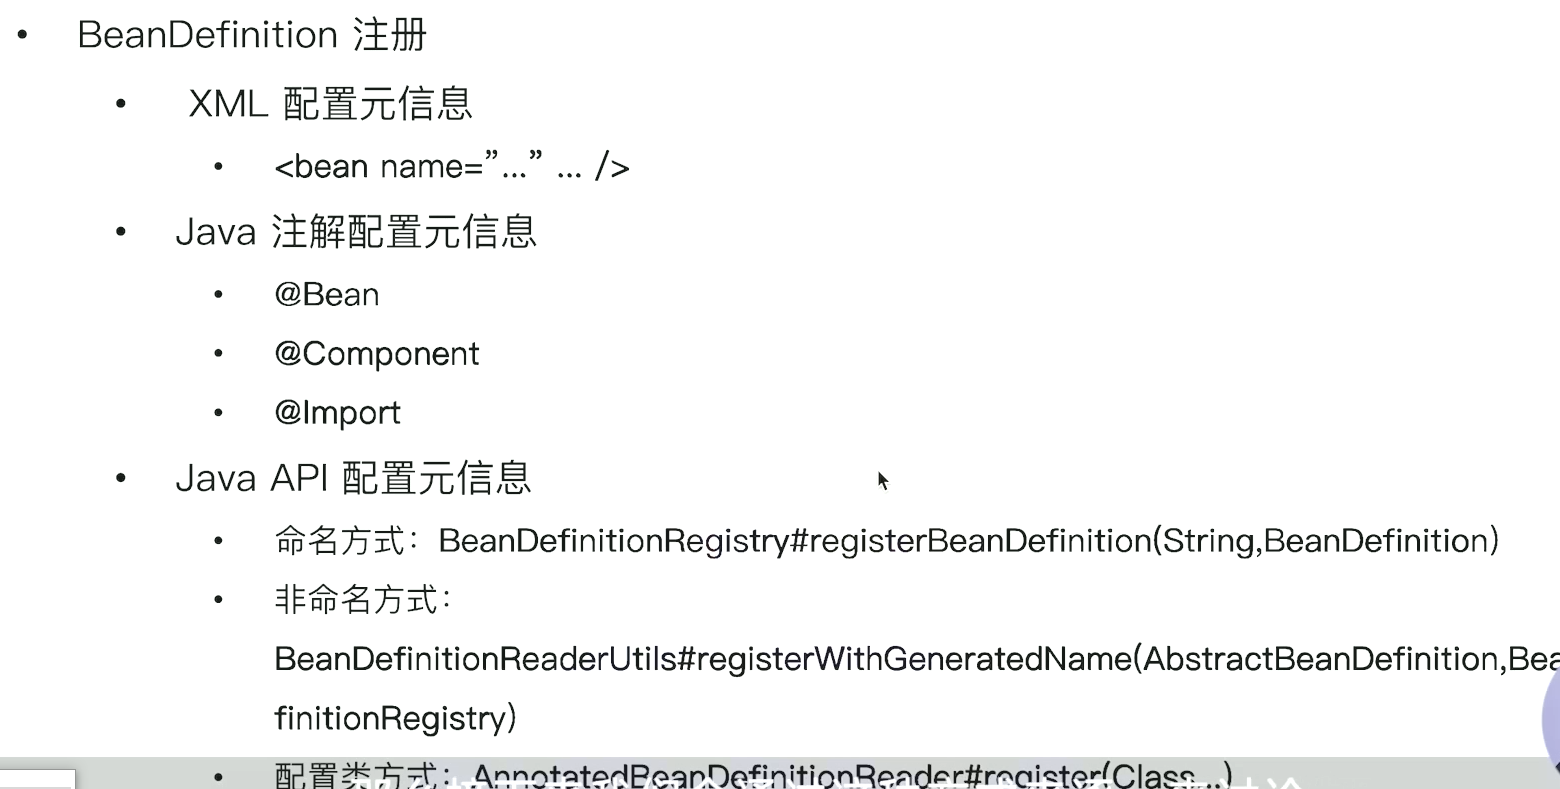 • BeanDefinition 注册
• XML 配置元信息
• <bean name=”...” ... />
• Java 注解配置元信息
• @Bean
• @Component
• @Import
• Java API 配置元信息
• 命名方式：BeanDefinitionRegistry#registerBeanDefinition(String,BeanDefinition)
• 非命名方式：
BeanDefinitionReaderUtils#registerWithGeneratedName(AbstractBeanDefinition,Bea
finitionRegistry)
• 配置类方式：AnnotatedBeanDefinitionReader#register(Class...)